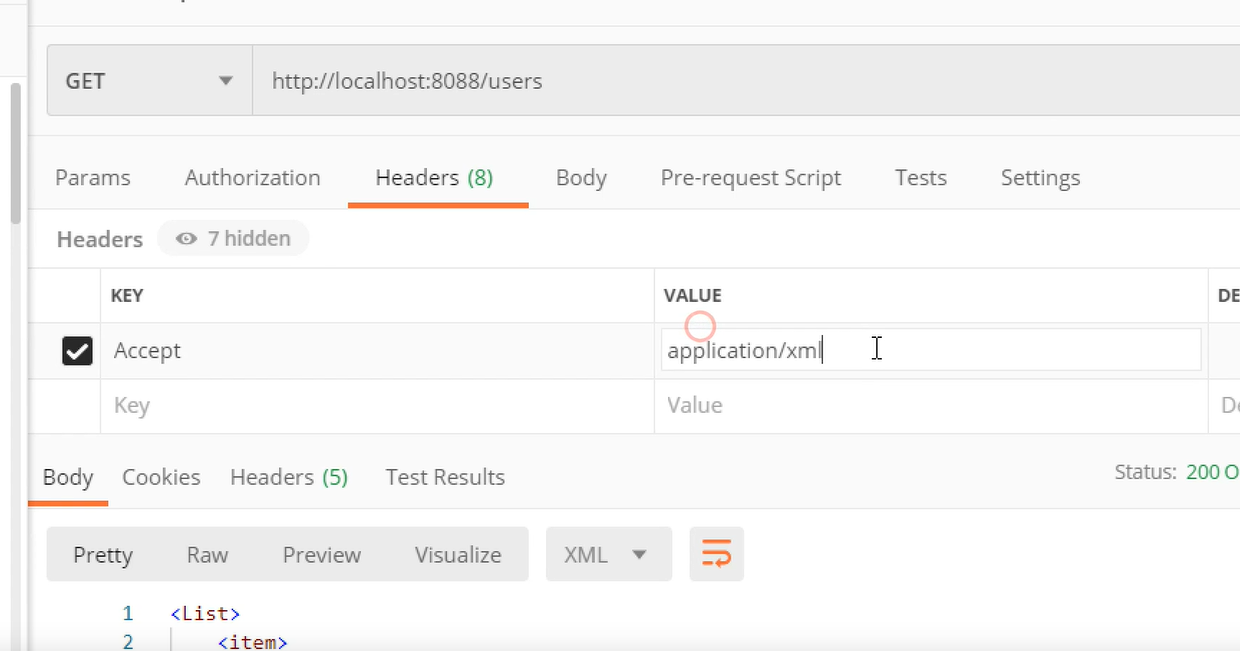 GET http://localhost:8088/users
Params Authorization Headers (8) Body Pre-request Script Tests Settings
Headers 7 hidden
KEY VALUE
Accept application/xml
Key Value
Body Cookies Headers (5) Test Results Status: 200
Pretty Raw Preview Visualize XML
1 <List>
2 <item>